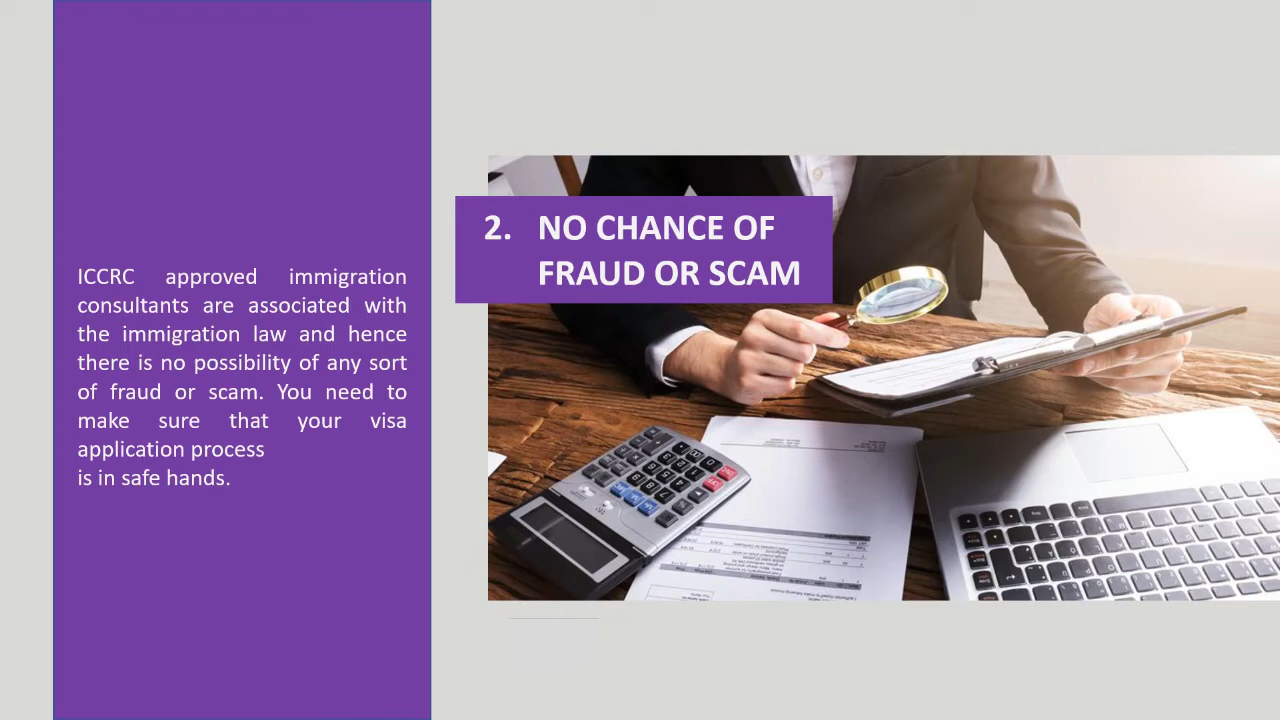 ICCRC approved immigration
consultants are associated with
the immigration law and hence
there is no possibility of any sort
of fraud or scam. You need to
make sure that your visa
application process
is in safe hands.
2. NO CHANCE OF
FRAUD OR SCAM